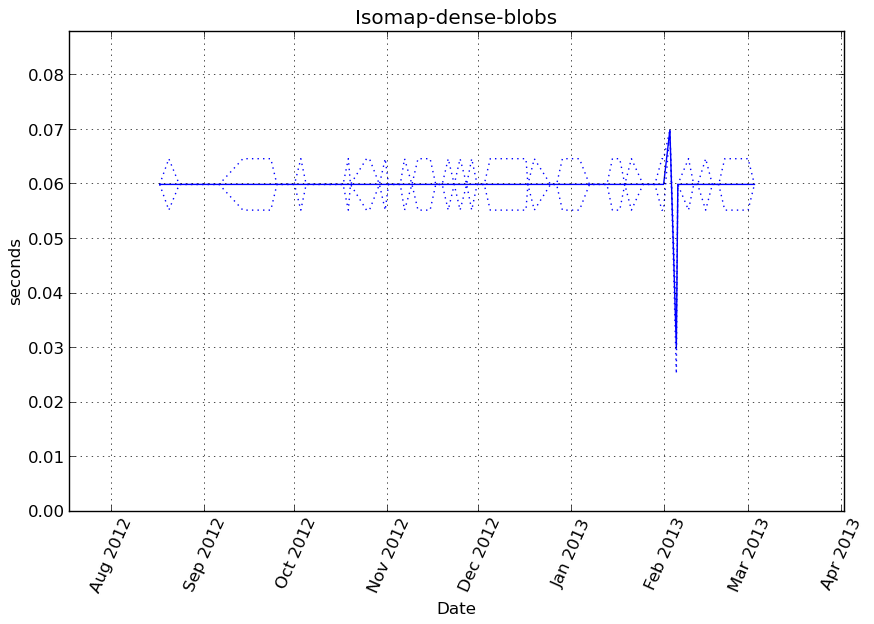 Isomap-dense-blobs
0.08
0.07
0.06
0.05
0.04
0.03
0.02
0.01
0.00
seconds
Aug 2012
Sep 2012
Oct 2012
Nov 2012
Dec 2012
Jan 2013
Feb 2013
Mar 2013
Apr 2013
Date